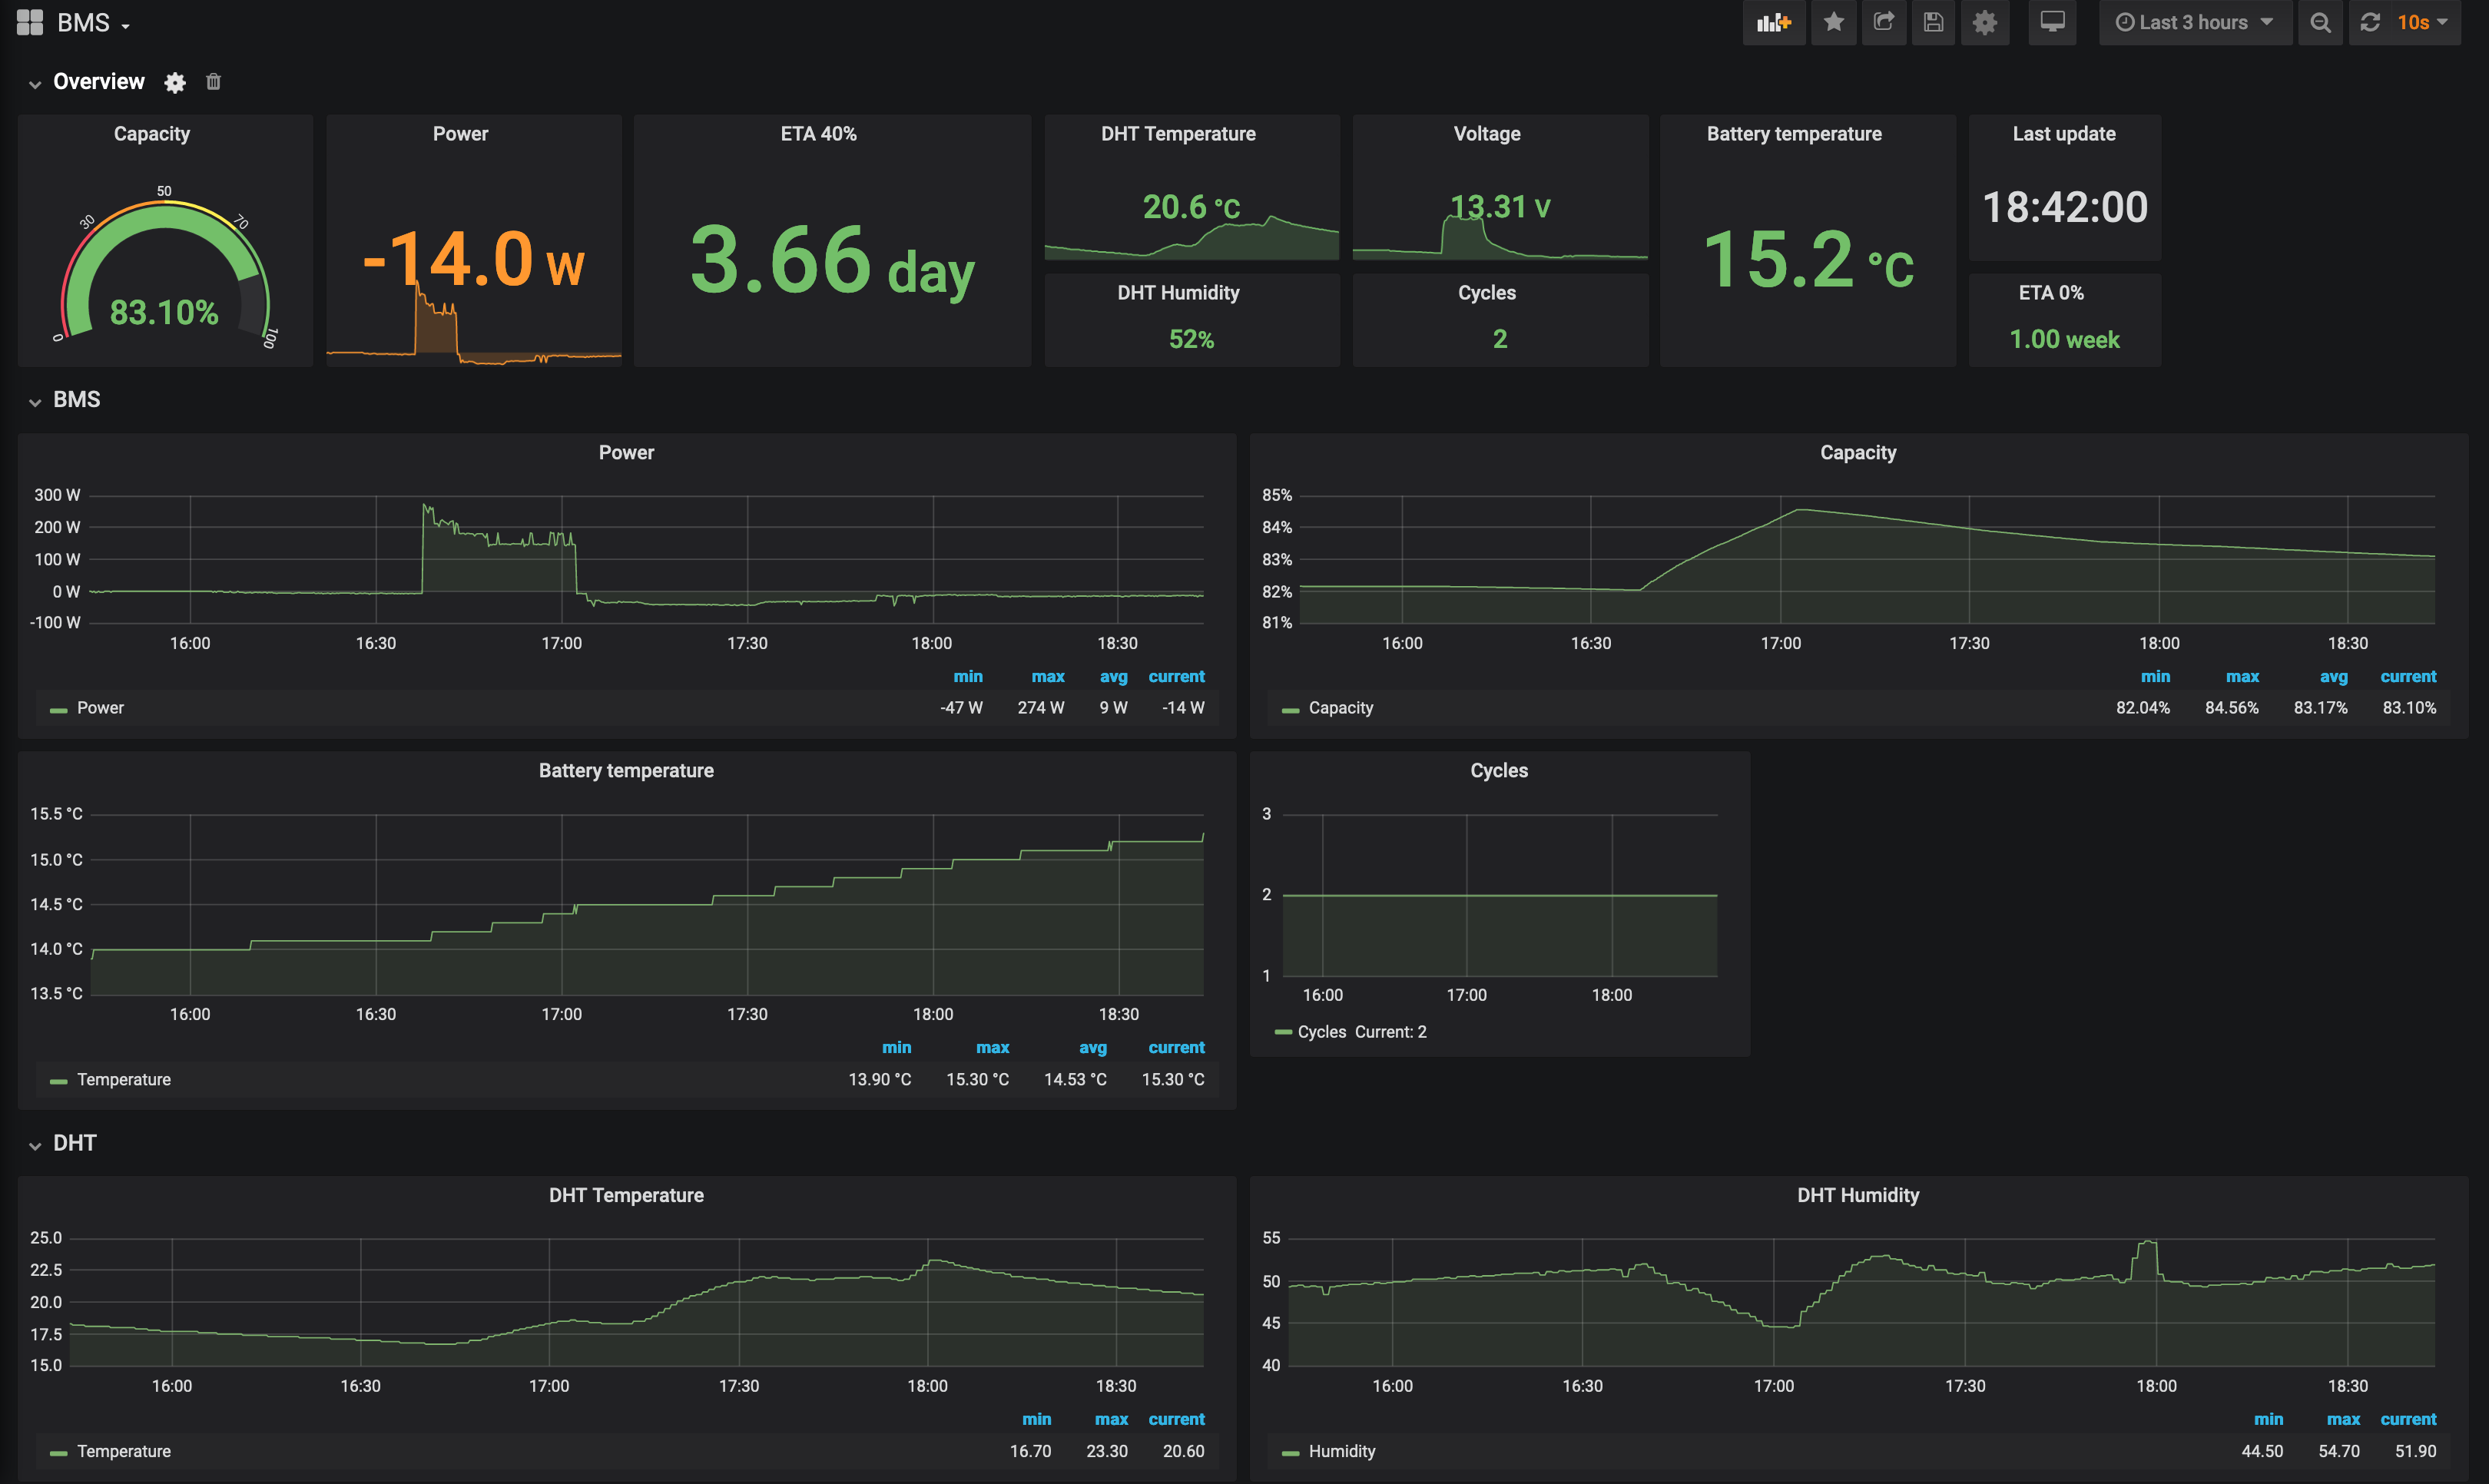 BMS
Last 3 hours
10s
Overview
Capacity
0
30
50
70
100
83.10%
Power
-14.0 W
ETA 40%
3.66 day
DHT Temperature
20.6 °C
Voltage
13.31 V
Battery temperature
15.2 °C
Last update
18:42:00
DHT Humidity
52%
Cycles
2
ETA 0%
1.00 week
BMS
Power
300 W
200 W
100 W
0 W
-100 W
16:00 16:30 17:00 17:30 18:00 18:30
min max avg current
Power -47 W 274 W 9 W -14 W
Capacity
85%
84%
83%
82%
81%
16:00 16:30 17:00 17:30 18:00 18:30
min max avg current
Capacity 82.04% 84.56% 83.17% 83.10%
Battery temperature
15.5 °C
15.0 °C
14.5 °C
14.0 °C
13.5 °C
16:00 16:30 17:00 17:30 18:00 18:30
min max avg current
Temperature 13.90 °C 15.30 °C 14.53 °C 15.30 °C
Cycles
3
2
1
16:00 17:00 18:00
Cycles Current: 2
DHT
DHT Temperature
25.0
22.5
20.0
17.5
15.0
16:00 16:30 17:00 17:30 18:00 18:30
min max current
Temperature 16.70 23.30 20.60
DHT Humidity
55
50
45
40
16:00 16:30 17:00 17:30 18:00 18:30
min max current
Humidity 44.50 54.70 51.90